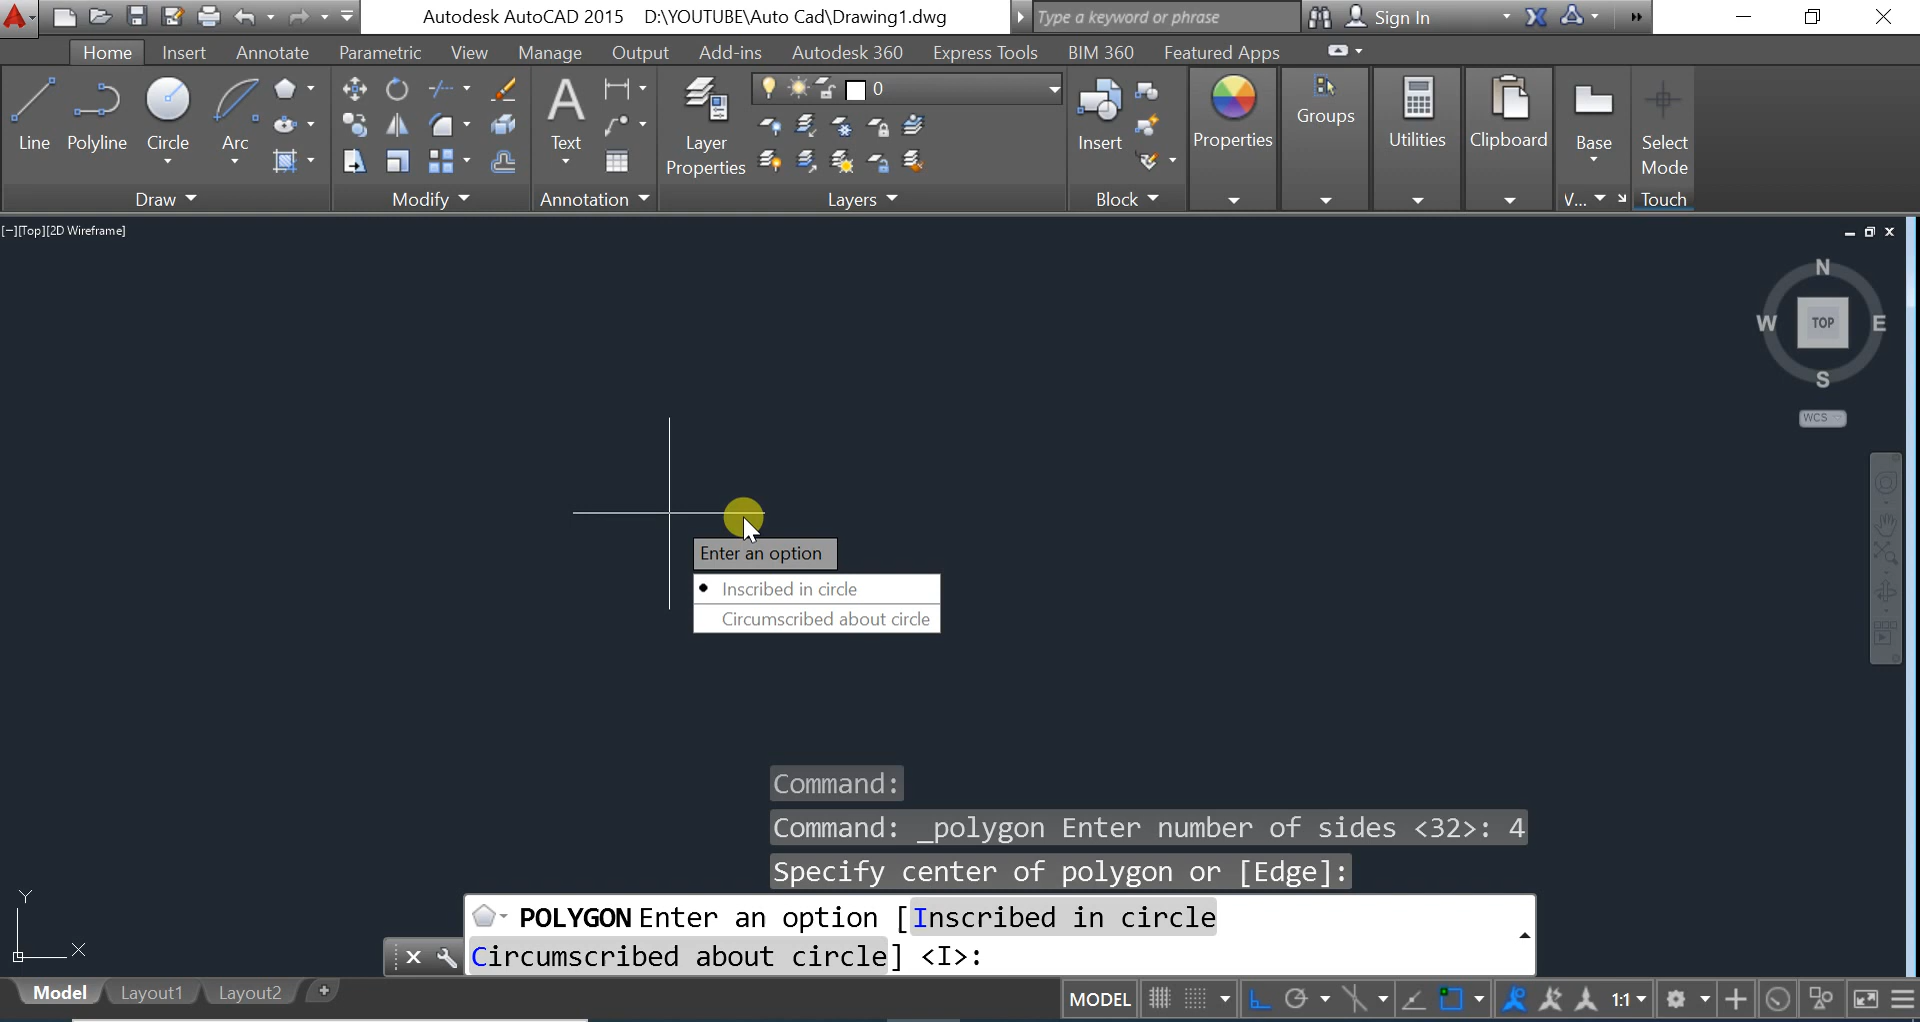 Autodesk AutoCAD 2015 D:\YOUTUBE\Auto Cad\Drawing1.dwg
Type a keyword or phrase
Sign In
Home Insert Annotate Parametric View Manage Output Add-ins Autodesk 360 Express Tools BIM 360 Featured Apps
Line Polyline Circle Arc
Text
Layer
Properties
0
Insert
Properties
Groups
Utilities
Clipboard
Base
Select
Mode
Draw Modify Annotation Layers Block V... Touch
[−][Top][2D Wireframe]
N
W TOP E
S
WCS
Enter an option
Inscribed in circle
Circumscribed about circle
Command:
Command: _polygon Enter number of sides <32>: 4
Specify center of polygon or [Edge]:
POLYGON Enter an option [Inscribed in circle
Circumscribed about circle] <I>:
Y
X
Model Layout1 Layout2 +
MODEL 1:1